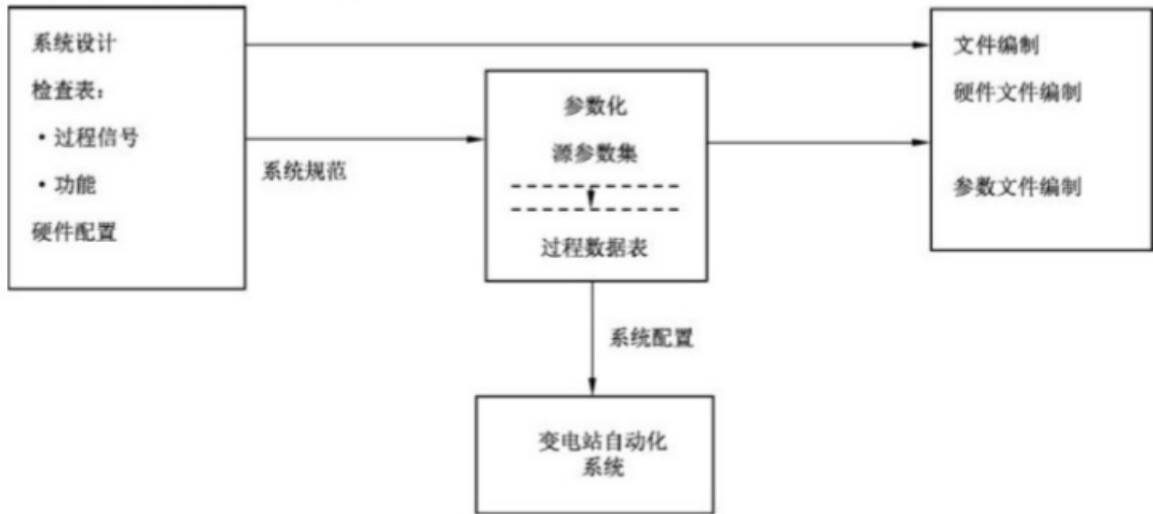 系统设计
检查表：
·过程信号
·功能
硬件配置
系统规范
参数化
源参数集
过程数据表
文件编制
硬件文件编制
参数文件编制
系统配置
变电站自动化
系统